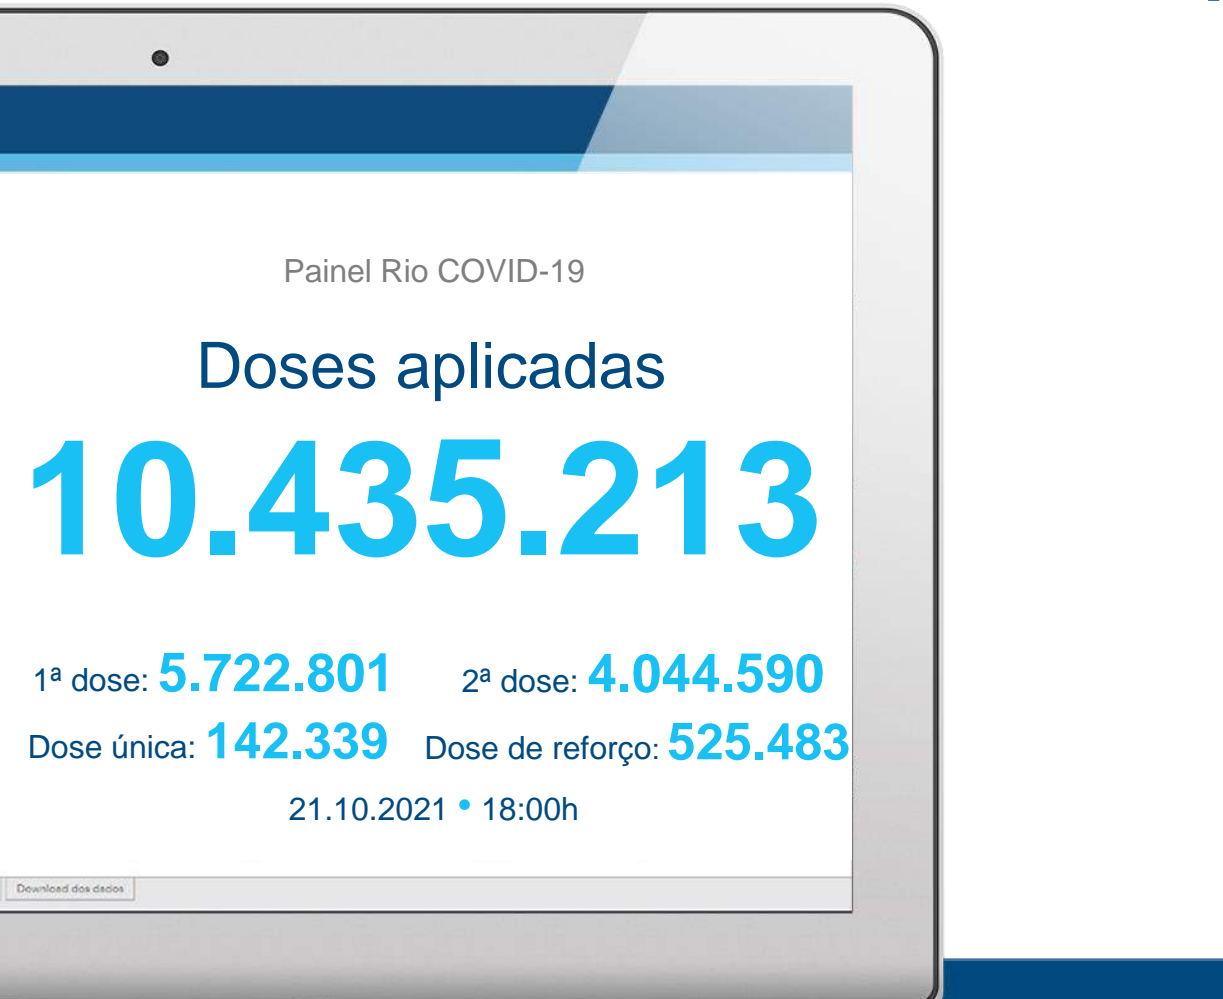 Painel Rio COVID-19
Doses aplicadas
10.435.213
1ª dose: 5.722.801 2ª dose: 4.044.590
Dose única: 142.339 Dose de reforço: 525.483
21.10.2021 • 18:00h
Download dos dados